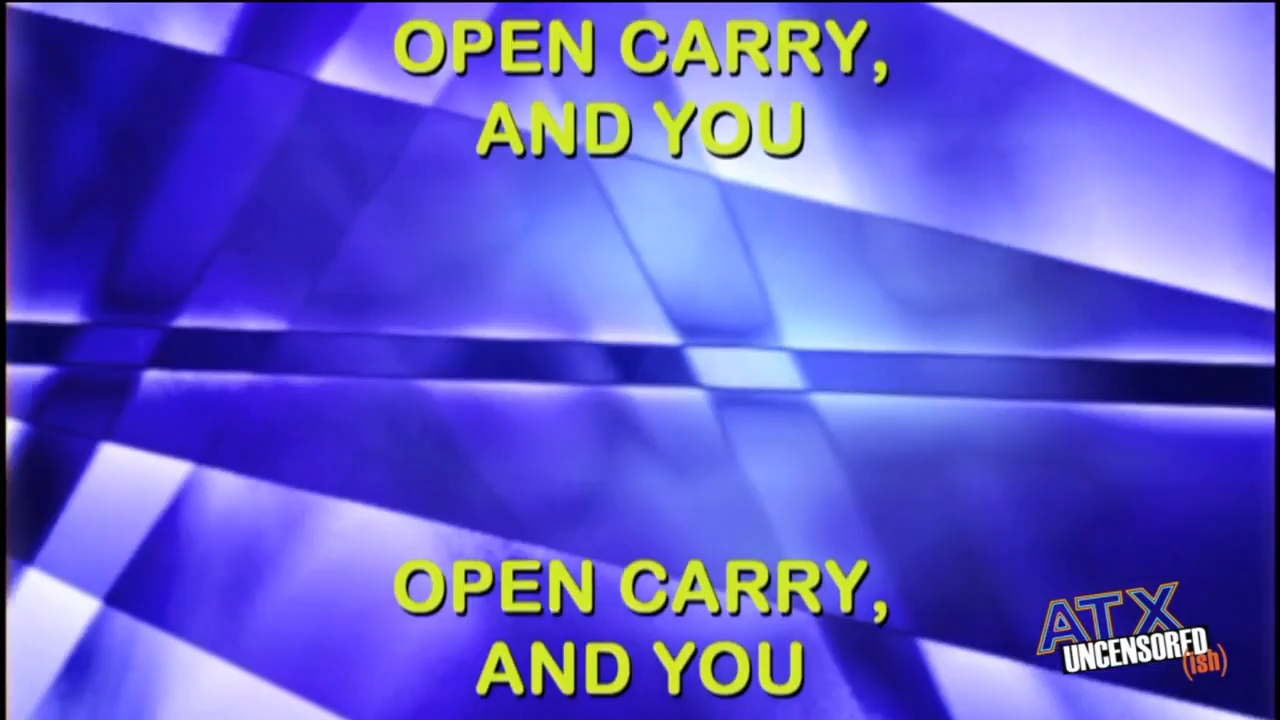 OPEN CARRY,
AND YOU
OPEN CARRY,
AND YOU
ATX
UNCENSORED
(ish)